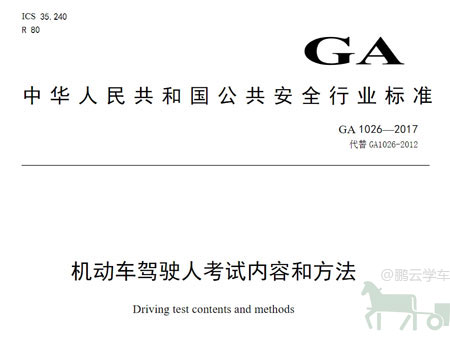 ICS 35.240
R 80
GA
中华人民共和国公共安全行业标准
GA 1026—2017
代替 GA1026-2012
机动车驾驶人考试内容和方法
@鹏云学车
Driving test contents and methods